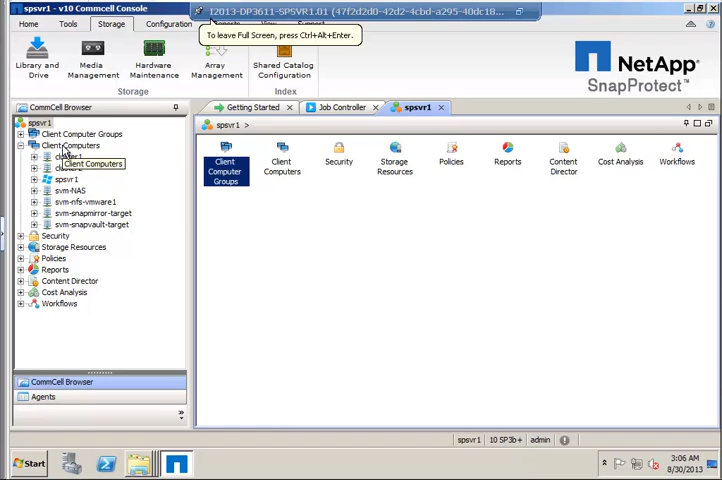 spsvr1 - v10 Commcell Console
I2013-DP3611-SPSVR1.01 (47f2d2d0-42d2-4cbd-a295-40dc18...
To leave Full Screen, press Ctrl+Alt+Enter.
Home Tools Storage Configuration Reports Support
Library and Drive
Media Management
Hardware Maintenance
Array Management
Shared Catalog Configuration
Storage
Index
NetApp
SnapProtect™
CommCell Browser
Getting Started
Job Controller
spsvr1
spsvr1 >
spsvr1
Client Computer Groups
Client Computers
Client Computers
spsvr1
svm-NAS
svm-nfs-vmware1
svm-snapmirror-target
svm-snapvault-target
Security
Storage Resources
Policies
Reports
Content Director
Cost Analysis
Workflows
CommCell Browser
Agents
Client Computer Groups
Client Computers
Security
Storage Resources
Policies
Reports
Content Director
Cost Analysis
Workflows
spsvr1 10 SP3b+ admin
Start
3:06 AM
8/30/2013